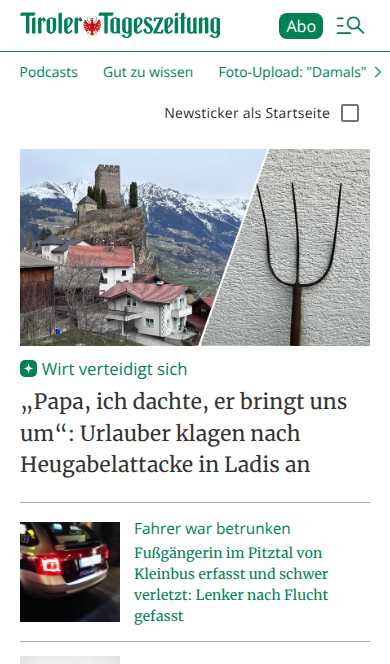 Tiroler Tageszeitung
Abo
Podcasts Gut zu wissen Foto-Upload: "Damals"
Newsticker als Startseite
Wirt verteidigt sich
„Papa, ich dachte, er bringt uns
um“: Urlauber klagen nach
Heugabelattacke in Ladis an
Fahrer war betrunken
Fußgängerin im Pitztal von
Kleinbus erfasst und schwer
verletzt: Lenker nach Flucht
gefasst